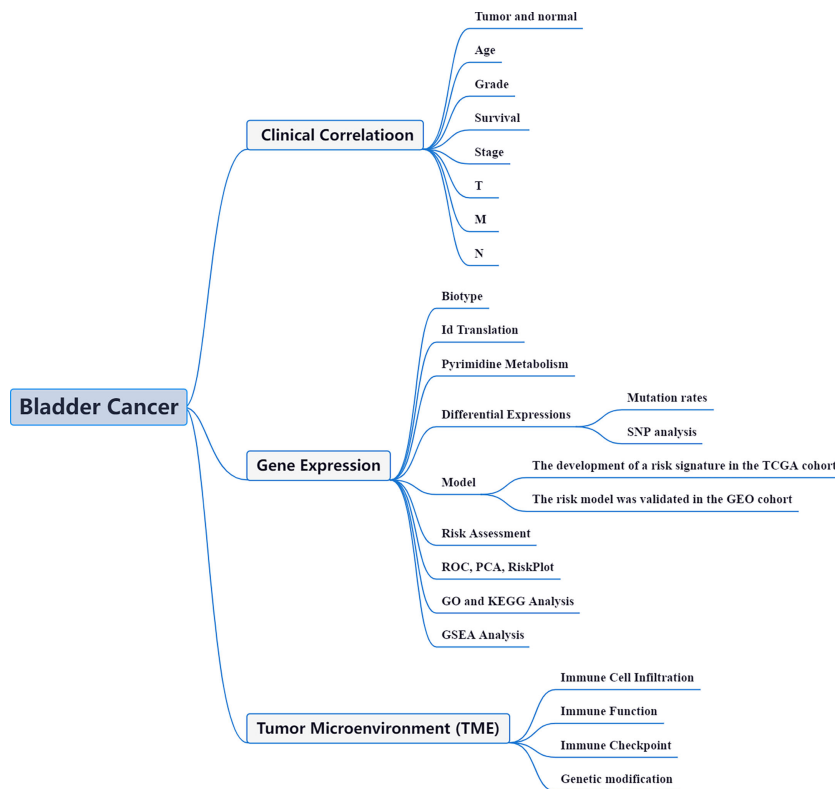 Bladder Cancer
Clinical Correlatioon
Tumor and normal
Age
Grade
Survival
Stage
T
M
N
Gene Expression
Biotype
Id Translation
Pyrimidine Metabolism
Differential Expressions
Mutation rates
SNP analysis
Model
The development of a risk signature in the TCGA cohort
The risk model was validated in the GEO cohort
Risk Assessment
ROC, PCA, RiskPlot
GO and KEGG Analysis
GSEA Analysis
Tumor Microenvironment (TME)
Immune Cell Infiltration
Immune Function
Immune Checkpoint
Genetic modification